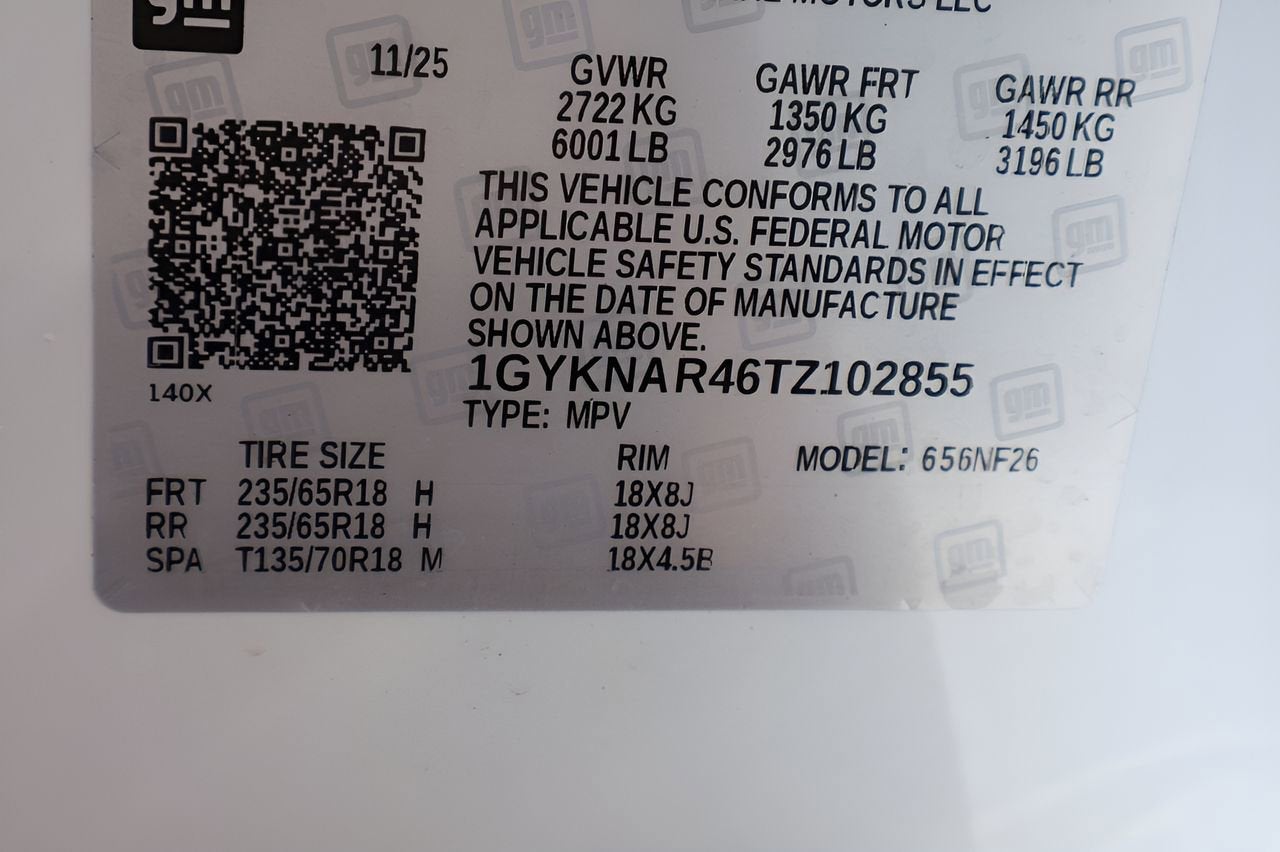 gm
MOTORS LLC
11/25
GVWR GAWR FRT GAWR RR
2722 KG 1350 KG 1450 KG
6001 LB 2976 LB 3196 LB
THIS VEHICLE CONFORMS TO ALL
APPLICABLE U.S. FEDERAL MOTOR
VEHICLE SAFETY STANDARDS IN EFFECT
ON THE DATE OF MANUFACTURE
SHOWN ABOVE.
1GYKNAR46TZ102855
140X
TYPE: MPV
TIRE SIZE RIM MODEL: 656NF26
FRT 235/65R18 H 18X8J
RR 235/65R18 H 18X8J
SPA T135/70R18 M 18X4.5B